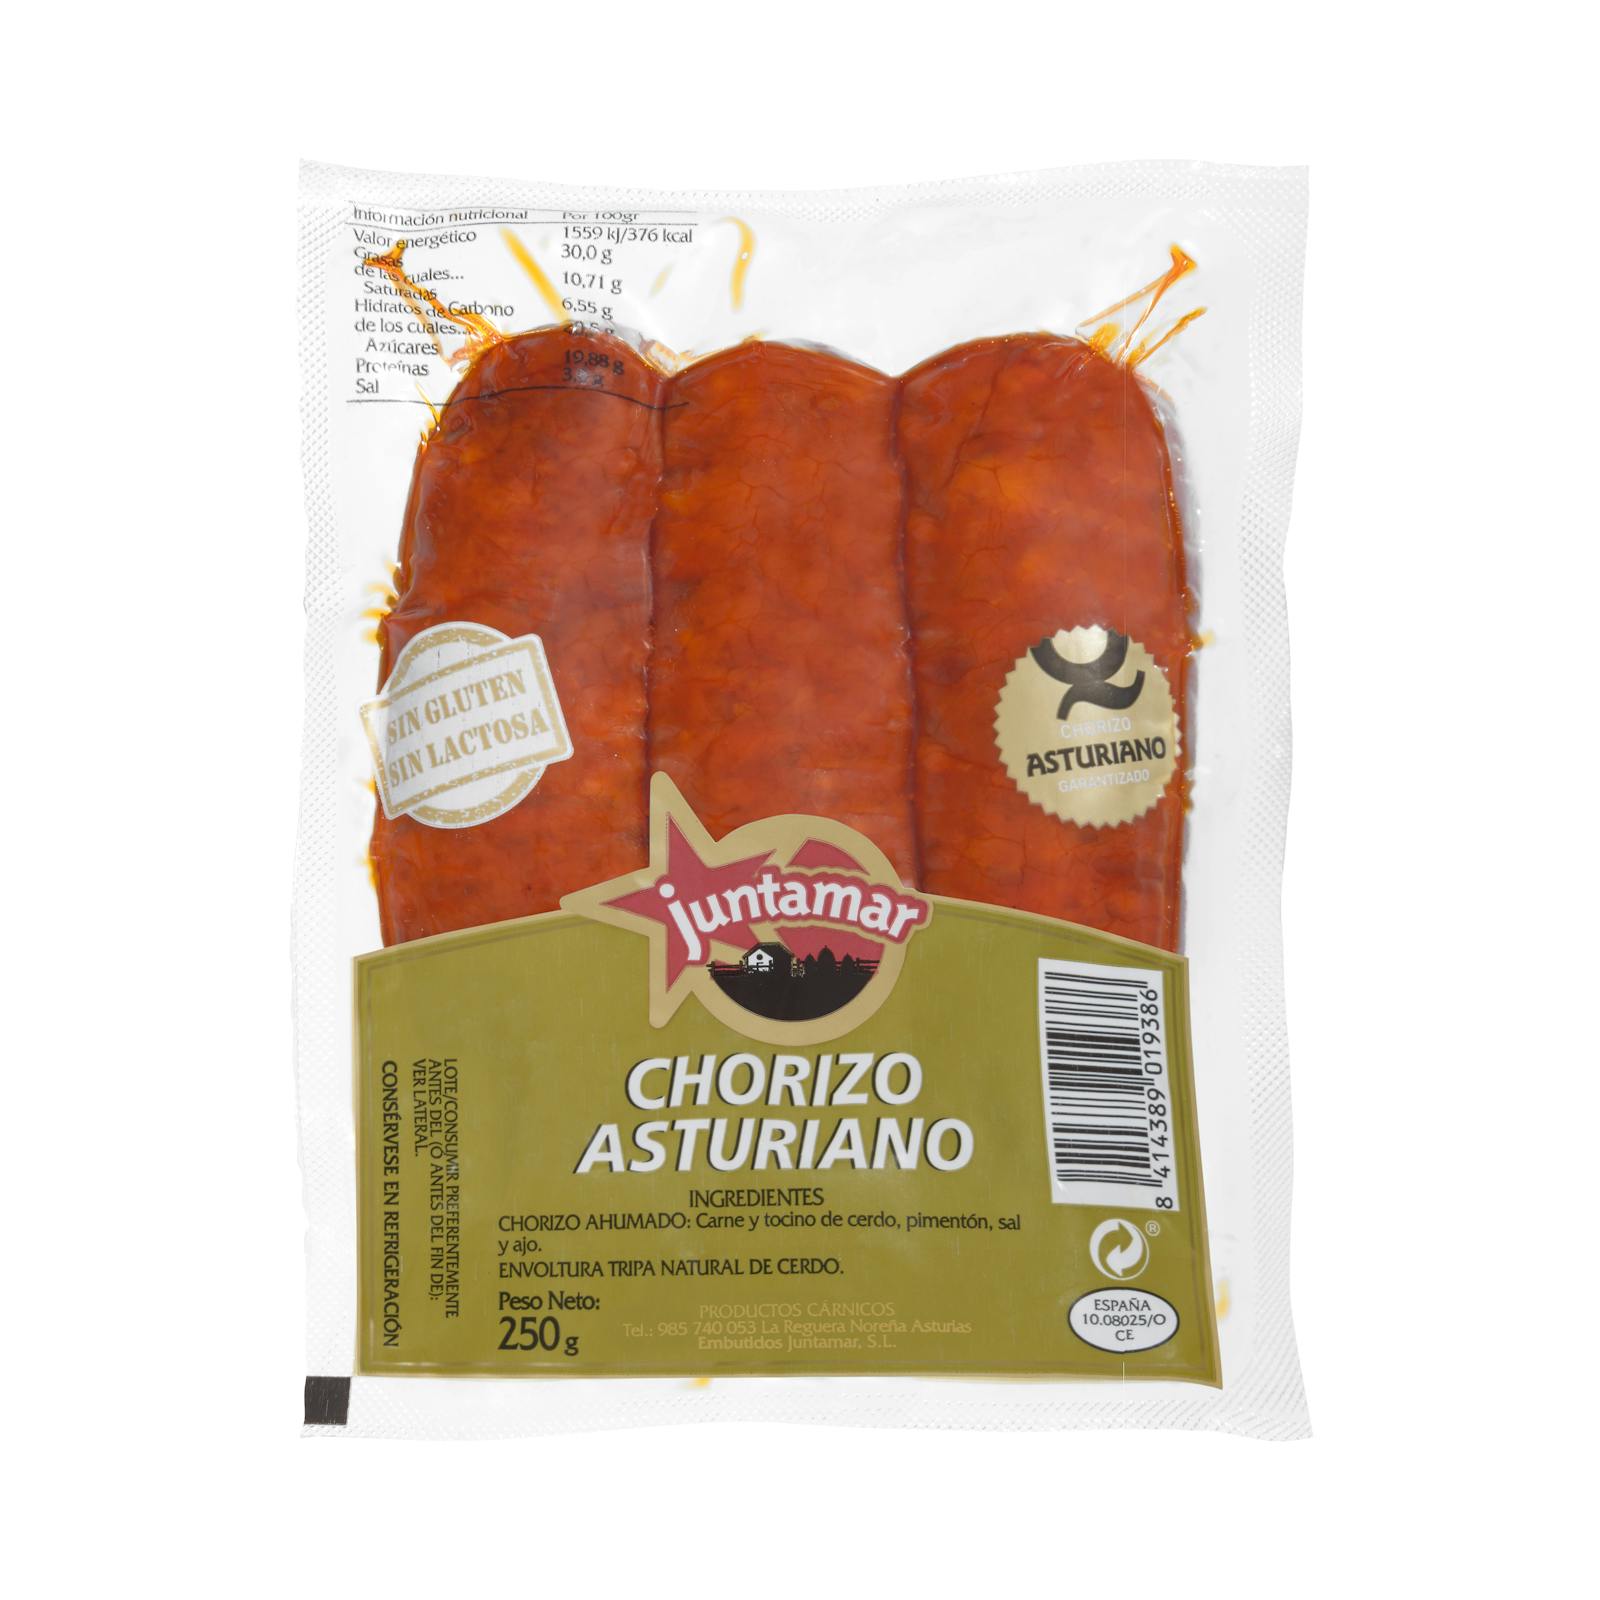 Información nutricional Por 100gr
Valor energético 1559 kJ/376 kcal
Grasas 30,0 g
de las cuales...
Saturadas 10,71 g
Hidratos de Carbono 6,55 g
de los cuales...
Azúcares
Proteínas 19,88 g
Sal
SIN GLUTEN
SIN LACTOSA
CHORIZO
ASTURIANO
GARANTIZADO
juntamar
CHORIZO
ASTURIANO
INGREDIENTES
CHORIZO AHUMADO: Carne y tocino de cerdo, pimentón, sal
y ajo.
ENVOLTURA TRIPA NATURAL DE CERDO.
Peso Neto:
250 g
PRODUCTOS CÁRNICOS
Tel.: 985 740 053 La Reguera Noreña Asturias
Embutidos Juntamar, S.L.
LOTE/CONSUMIR PREFERENTEMENTE
ANTES DEL (O ANTES DEL FIN DE):
VER LATERAL.
CONSÉRVESE EN REFRIGERACIÓN
8 414389 019386
®
ESPAÑA
10.08025/O
CE